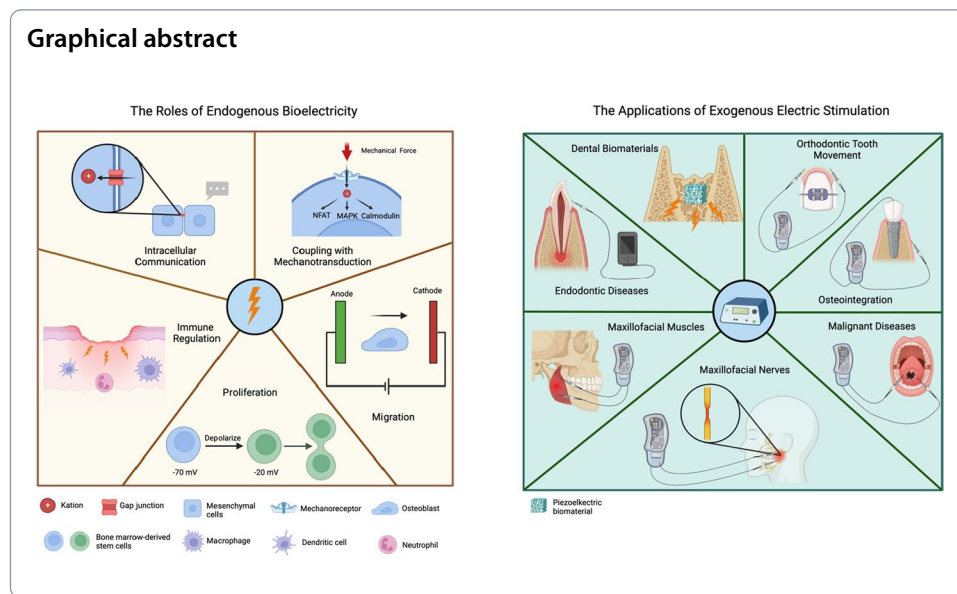 Graphical abstract
The Roles of Endogenous Bioelectricity
Intracellular
Communication
Mechanical Force
NFAT MAPK Calmodulin
Coupling with
Mechanotransduction
Immune
Regulation
Anode
Cathode
Migration
Proliferation
Depolarize
-70 mV
-20 mV
Kation
Gap junction
Mesenchymal
cells
Mechanoreceptor
Osteoblast
Bone marrow-derived
stem cells
Macrophage
Dendritic cell
Neutrophil
The Applications of Exogenous Electric Stimulation
Dental Biomaterials
Orthodontic Tooth
Movement
Endodontic Diseases
Osteointegration
Maxillofacial Muscles
Malignant Diseases
Maxillofacial Nerves
Piezoelkectric
biomaterial